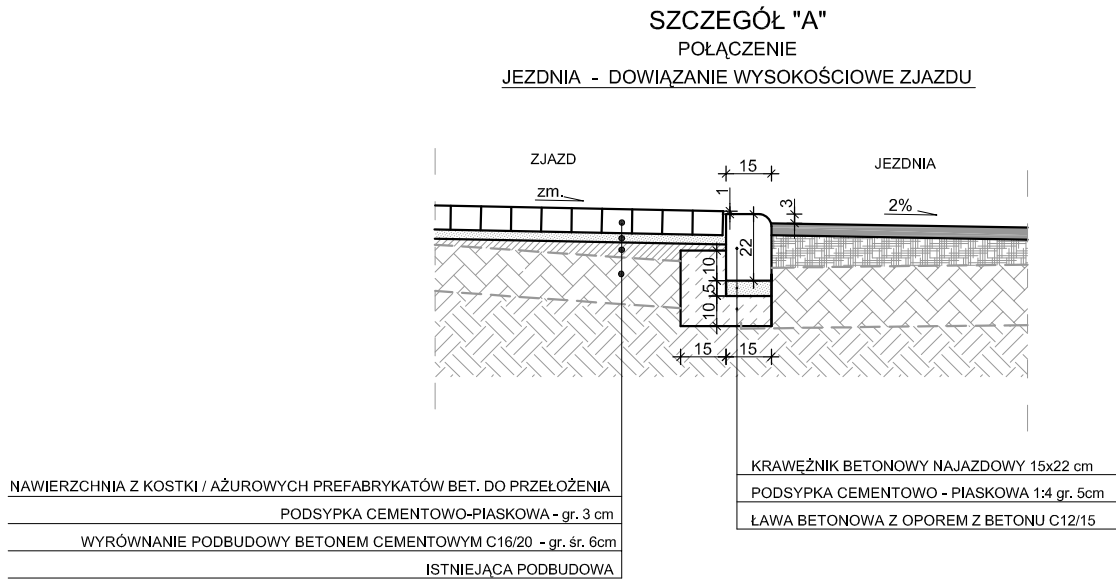 SZCZEGÓŁ "A"
POŁĄCZENIE
JEZDNIA - DOWIĄZANIE WYSOKOŚCIOWE ZJAZDU
ZJAZD
15
JEZDNIA
zm.
1
3
2%
22
10
5
10
15
15
NAWIERZCHNIA Z KOSTKI / AŻUROWYCH PREFABRYKATÓW BET. DO PRZEŁOŻENIA
PODSYPKA CEMENTOWO-PIASKOWA - gr. 3 cm
WYRÓWNANIE PODBUDOWY BETONEM CEMENTOWYM C16/20 - gr. śr. 6cm
ISTNIEJĄCA PODBUDOWA
KRAWĘŻNIK BETONOWY NAJAZDOWY 15x22 cm
PODSYPKA CEMENTOWO - PIASKOWA 1:4 gr. 5cm
ŁAWA BETONOWA Z OPOREM Z BETONU C12/15